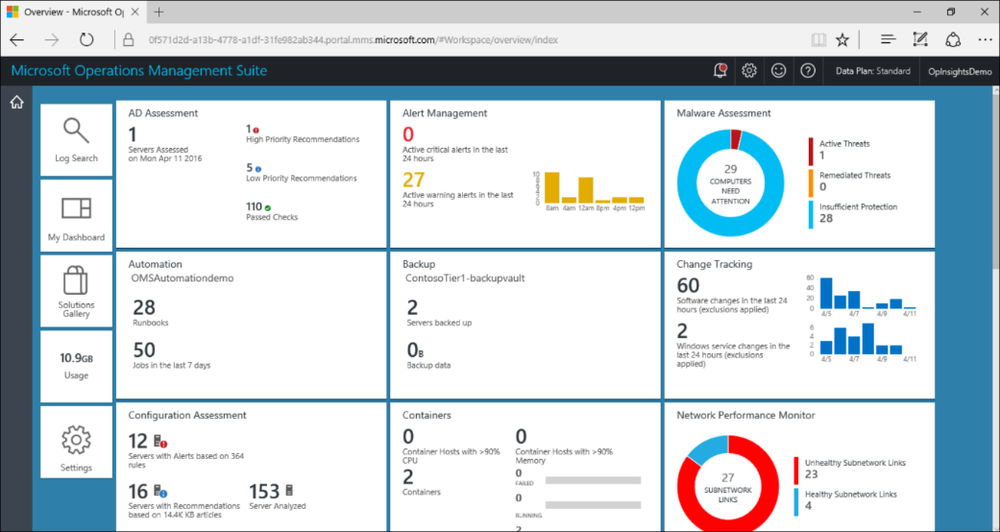 Overview - Microsoft O
0f571d2d-a13b-4778-a1df-31fe982ab344.portal.mms.microsoft.com/#Workspace/overview/index
Microsoft Operations Management Suite
Data Plan: Standard
OpInsightsDemo
Log Search
My Dashboard
Solutions
Gallery
10.9GB
Usage
Settings
AD Assessment
1
Servers Assessed
on Mon Apr 11 2016
1
High Priority Recommendations
5
Low Priority Recommendations
110
Passed Checks
Alert Management
0
Active critical alerts in the last
24 hours
27
Active warning alerts in the last
24 hours
10
8
6
4
2
0
8am 4am 12am 8pm 4pm 12pm
Malware Assessment
29
COMPUTERS
NEED
ATTENTION
Active Threats
1
Remediated Threats
0
Insufficient Protection
28
Automation
OMSAutomationdemo
28
Runbooks
50
Jobs in the last 7 days
Backup
ContosoTier1-backupvault
2
Servers backed up
0B
Backup data
Change Tracking
60
Software changes in the last 24
hours (exclusions applied)
60
40
20
0
4/5 4/7 4/9 4/11
2
Windows service changes in the
last 24 hours (exclusions
applied)
6
4
2
0
4/5 4/7 4/9 4/11
Configuration Assessment
12
Servers with Alerts based on 364
rules
16
Servers with Recommendations
based on 14.4K KB articles
153
Server Analyzed
Containers
0
Container Hosts with >90%
CPU
2
Containers
0
Container Hosts with >90%
Memory
0
FAILED
0
RUNNING
Network Performance Monitor
27
SUBNETWORK
LINKS
Unhealthy Subnetwork Links
23
Healthy Subnetwork Links
4